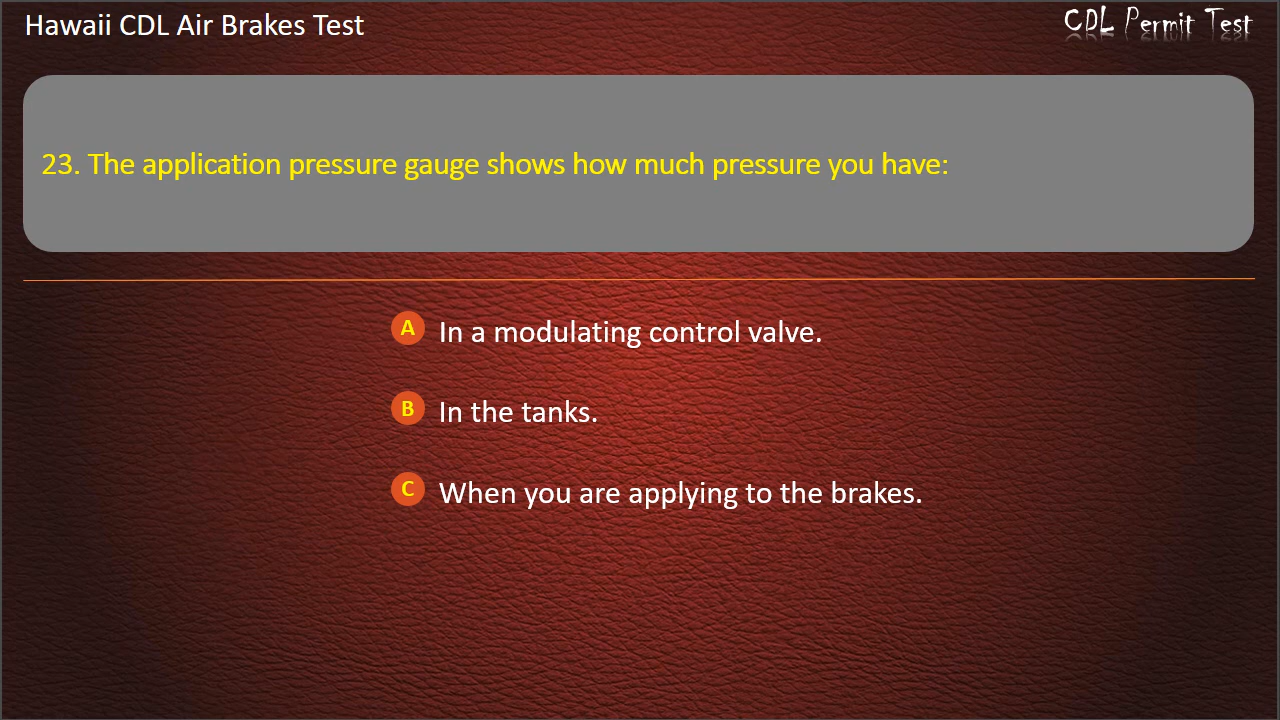 Hawaii CDL Air Brakes Test
CDL Permit Test
23. The application pressure gauge shows how much pressure you have:
A In a modulating control valve.
B In the tanks.
C When you are applying to the brakes.